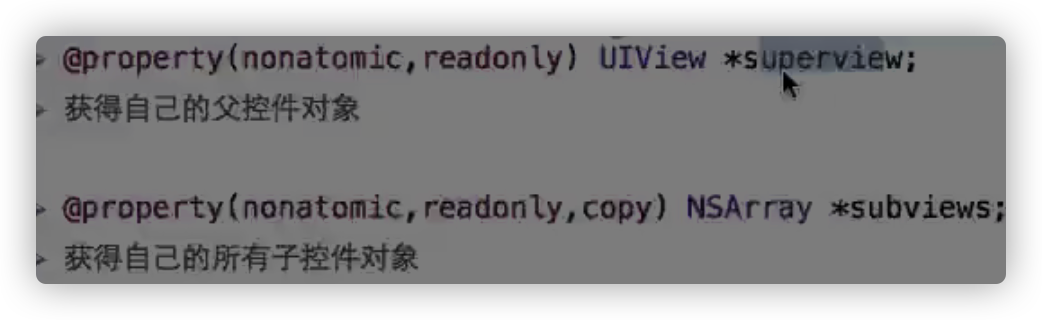 @property(nonatomic,readonly) UIView *superview;
获得自己的父控件对象
@property(nonatomic,readonly,copy) NSArray *subviews;
获得自己的所有子控件对象